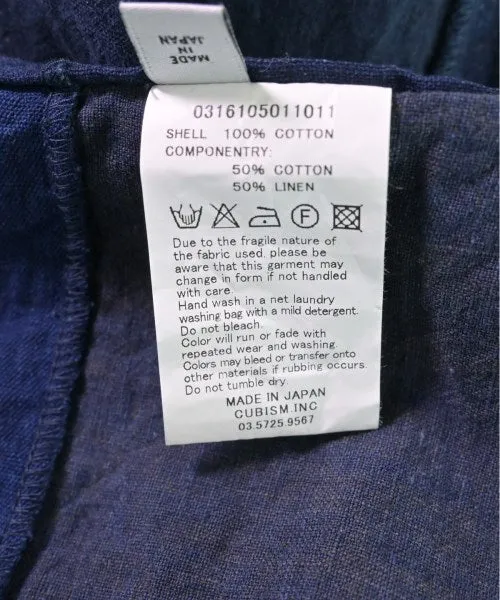 MADE
IN
JAPAN
0316105011011
SHELL 100% COTTON
COMPONENTRY:
50% COTTON
50% LINEN
F
Due to the fragile nature of
the fabric used, please be
aware that this garment may
change in form if not handled
with care.
Hand wash in a net laundry
washing bag with a mild detergent.
Do not bleach.
Color will run or fade with
repeated wear and washing.
Colors may bleed or transfer onto
other materials if rubbing occurs.
Do not tumble dry.
MADE IN JAPAN
CUBISM.INC
03.5725.9567